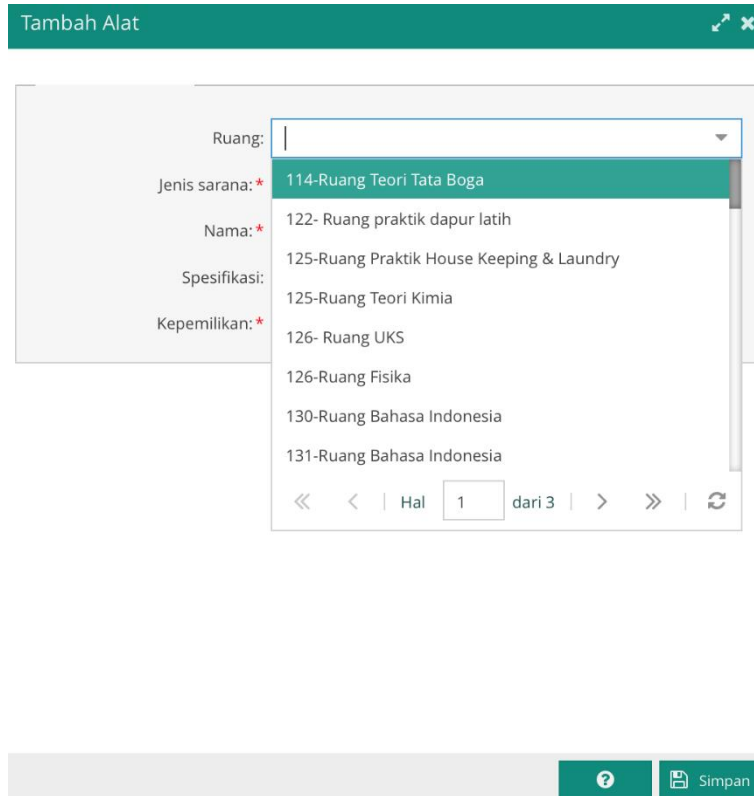 Tambah Alat
Ruang:
Jenis sarana:*
114-Ruang Teori Tata Boga
Nama:*
122- Ruang praktik dapur latih
125-Ruang Praktik House Keeping & Laundry
Spesifikasi:
125-Ruang Teori Kimia
Kepemilikan:*
126- Ruang UKS
126-Ruang Fisika
130-Ruang Bahasa Indonesia
131-Ruang Bahasa Indonesia
Hal 1 dari 3
Simpan